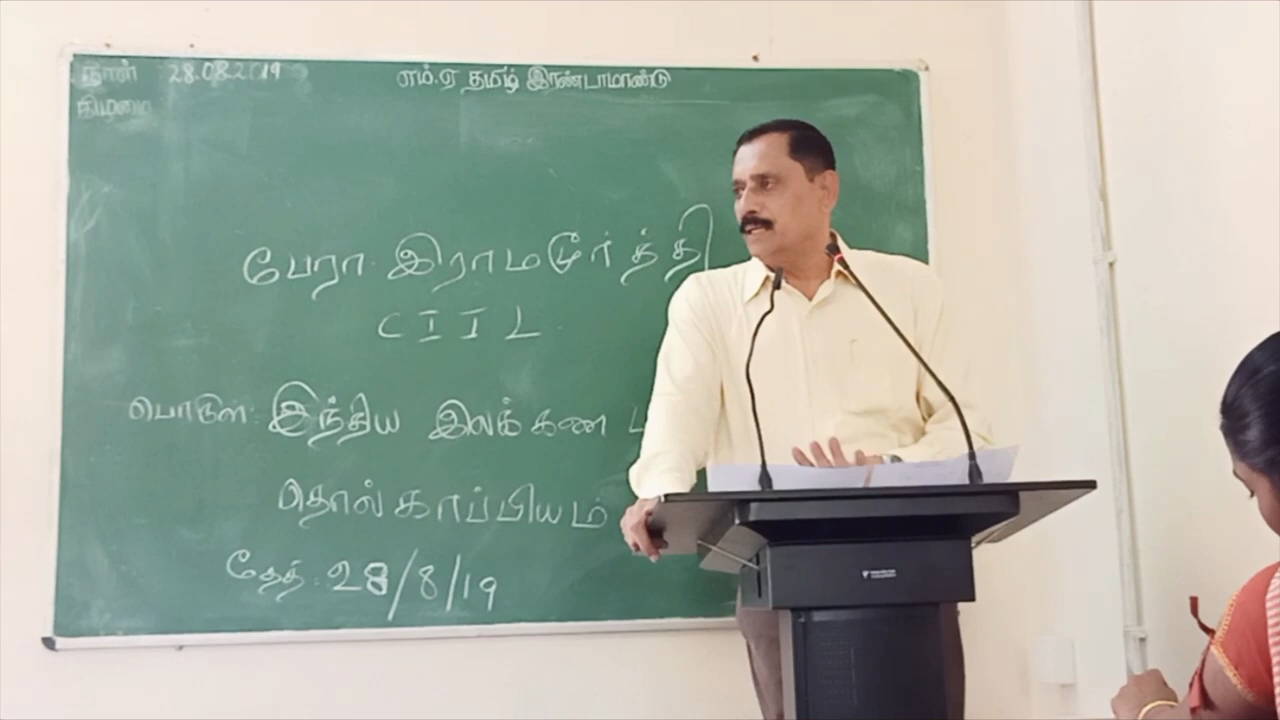 நாள் 28.08.2019
எம்.ஏ தமிழ் இரண்டாமாண்டு
கிழமை
பேரா. இராமமூர்த்தி
CIIL.
பொருள்: இந்திய இலக்கண
தொல்காப்பியம்
தேதி: 28/8/19